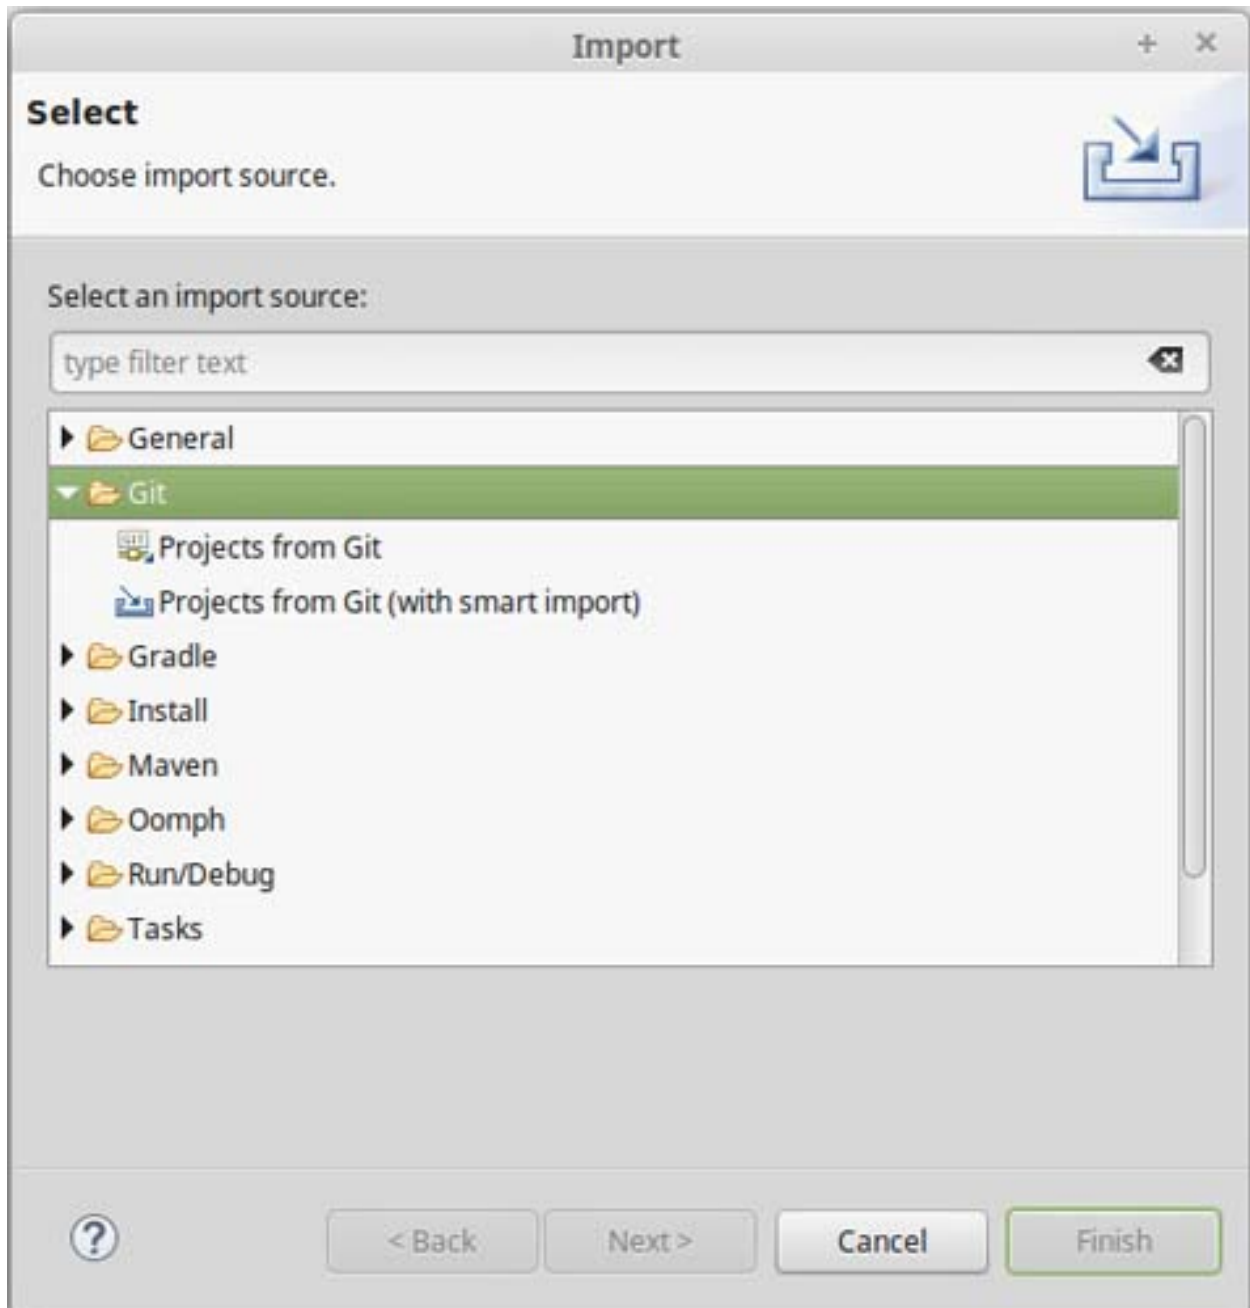 Import
Select
Choose import source.
Select an import source:
type filter text
General
Git
Projects from Git
Projects from Git (with smart import)
Gradle
Install
Maven
Oomph
Run/Debug
Tasks
? < Back Next > Cancel Finish